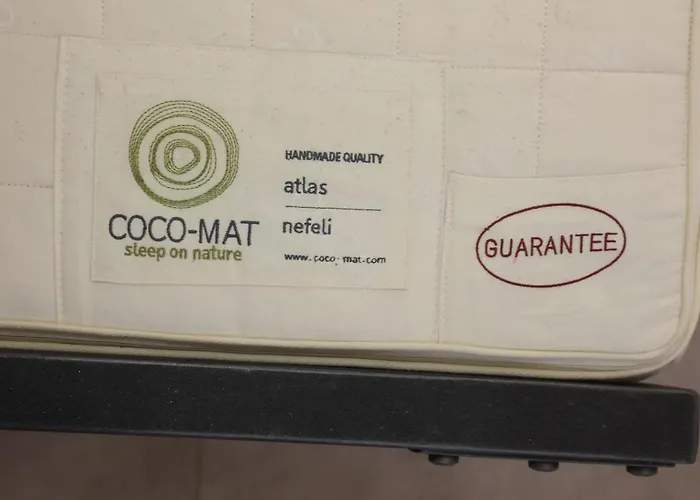 COCO-MAT
sleep on nature
HANDMADE QUALITY
atlas
nefeli
www.coco-mat.com
GUARANTEE